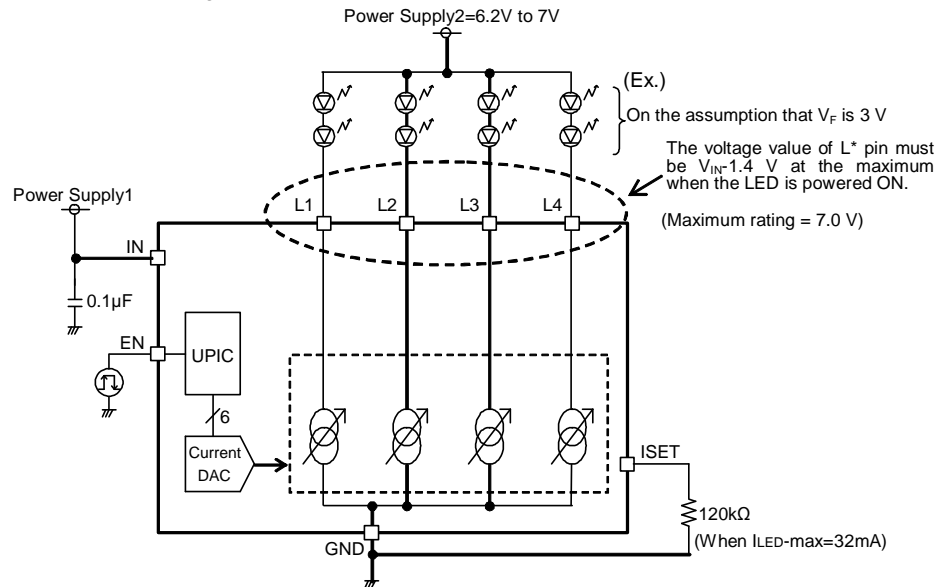 Power Supply2=6.2V to 7V
(Ex.)
On the assumption that VF is 3 V
The voltage value of L* pin must
be VIN-1.4 V at the maximum
when the LED is powered ON.
(Maximum rating = 7.0 V)
Power Supply1
L1
L2
L3
L4
IN
0.1µF
EN
UPIC
6
Current
DAC
ISET
120kΩ
(When ILED-max=32mA)
GND